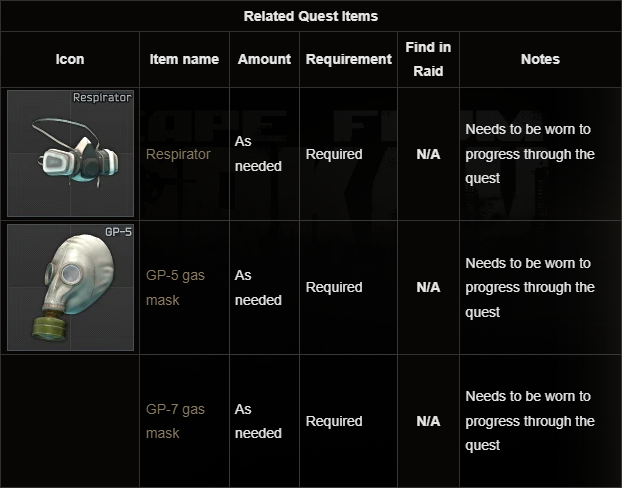 Related Quest Items
Icon
Item name
Amount
Requirement
Find in
Raid
Notes
Respirator
Respirator
As
needed
Required
N/A
Needs to be worn to
progress through the
quest
GP-5
GP-5 gas
mask
As
needed
Required
N/A
Needs to be worn to
progress through the
quest
GP-7 gas
mask
As
needed
Required
N/A
Needs to be worn to
progress through the
quest